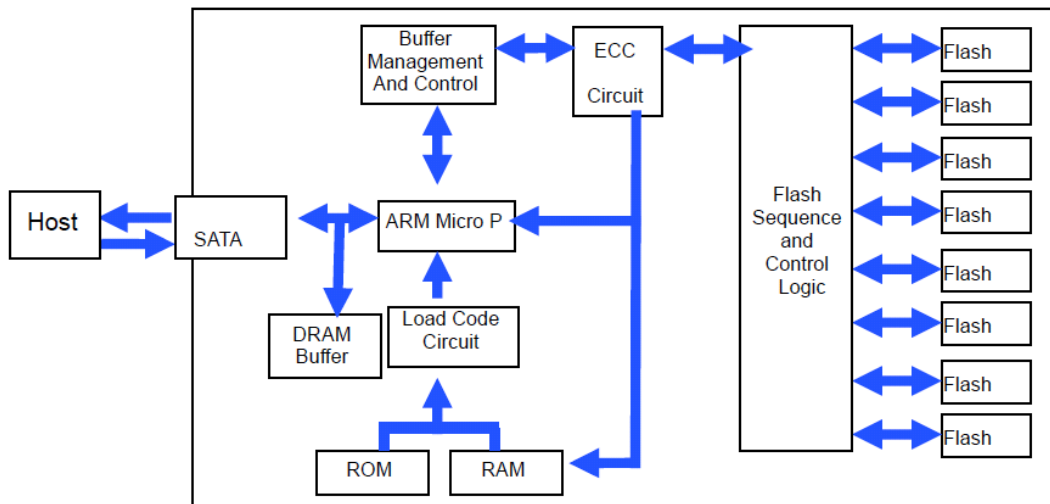 Buffer
Management
And Control
ECC
Circuit
Flash
Flash
Flash
Flash
Flash
Flash
Flash
Flash
Flash
Sequence
and
Control
Logic
Host
SATA
ARM Micro P
DRAM
Buffer
Load Code
Circuit
ROM
RAM